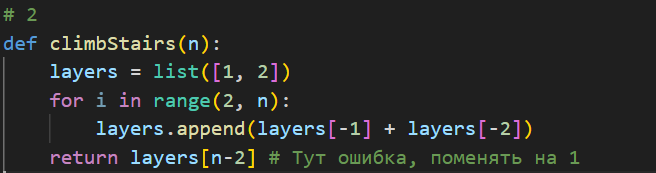 # 2
def climbStairs(n):
    layers = list([1, 2])
    for i in range(2, n):
        layers.append(layers[-1] + layers[-2])
    return layers[n-2] # Тут ошибка, поменять на 1